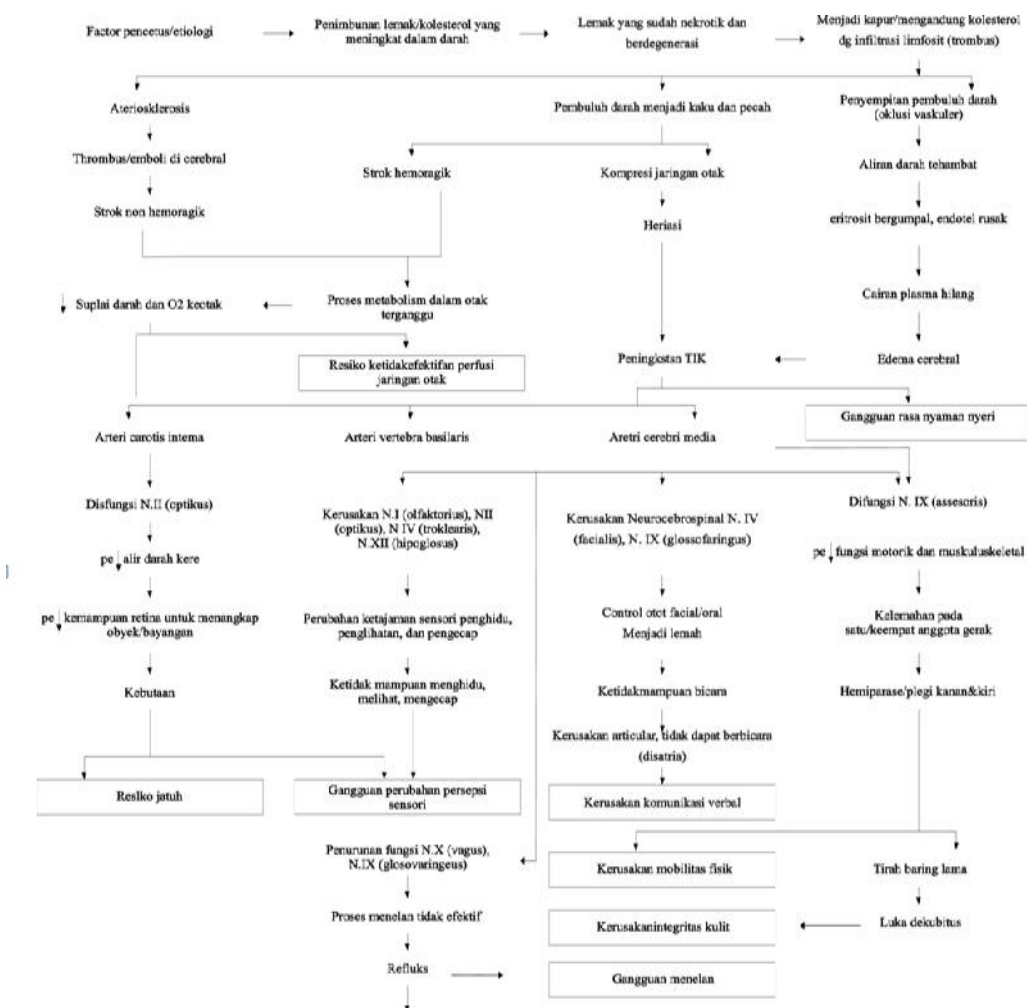 Factor pencetus/etiologi
Penimbunan lemak/kolesterol yang
meningkat dalam darah
Lemak yang sudah nekrotik dan
berdegenerasi
Menjadi kapur/mengandung kolesterol
dg infiltrasi limfosit (trombus)
Ateriosklerosis
Pembuluh darah menjadi kaku dan pecah
Penyempitan pembuluh darah
(oklusi vaskuler)
Thrombus/emboli di cerebral
Strok hemoragik
Kompresi jaringan otak
Aliran darah tehambat
Strok non hemoragik
Heriasi
eritrosit bergumpal, endotel rusak
Cairan plasma hilang
Suplai darah dan O2 keotak
Proses metabolism dalam otak
terganggu
Peningkatan TIK
Edema cerebral
Resiko ketidakefektifan perfusi
jaringan otak
Gangguan rasa nyaman nyeri
Arteri carotis interna
Arteri vertebra basilaris
Aretri cerebri media
Disfungsi N.II (optikus)
Kerusakan N.I (olfaktorius), NII
(optikus), N IV (troklearis),
N.XII (hipoglosus)
Kerusakan Neurocebrospinal N. IV
(facialis), N. IX (glossofaringus)
Difungsi N. IX (assesoris)
pe alir darah kere
pe fungsi motorik dan muskuluskeletal
pe kemampuan retina untuk menangkap
obyek/bayangan
Perubahan ketajaman sensori penghidu,
penglihatan, dan pengecap
Control otot facial/oral
Menjadi lemah
Kelemahan pada
satu/keempat anggota gerak
Kebutaan
Ketidak mampuan menghidu,
melihat, mengecap
Ketidakmampuan bicara
Hemiparase/plegi kanan&kiri
Kerusakan articular, tidak dapat berbicara
(disatria)
Resiko jatuh
Gangguan perubahan persepsi
sensori
Kerusakan komunikasi verbal
Penurunan fungsi N.X (vagus),
N.IX (glosovaringeus)
Kerusakan mobilitas fisik
Tirah baring lama
Proses menelan tidak efektif
Kerusakanintegritas kulit
Luka dekubitus
Refluks
Gangguan menelan